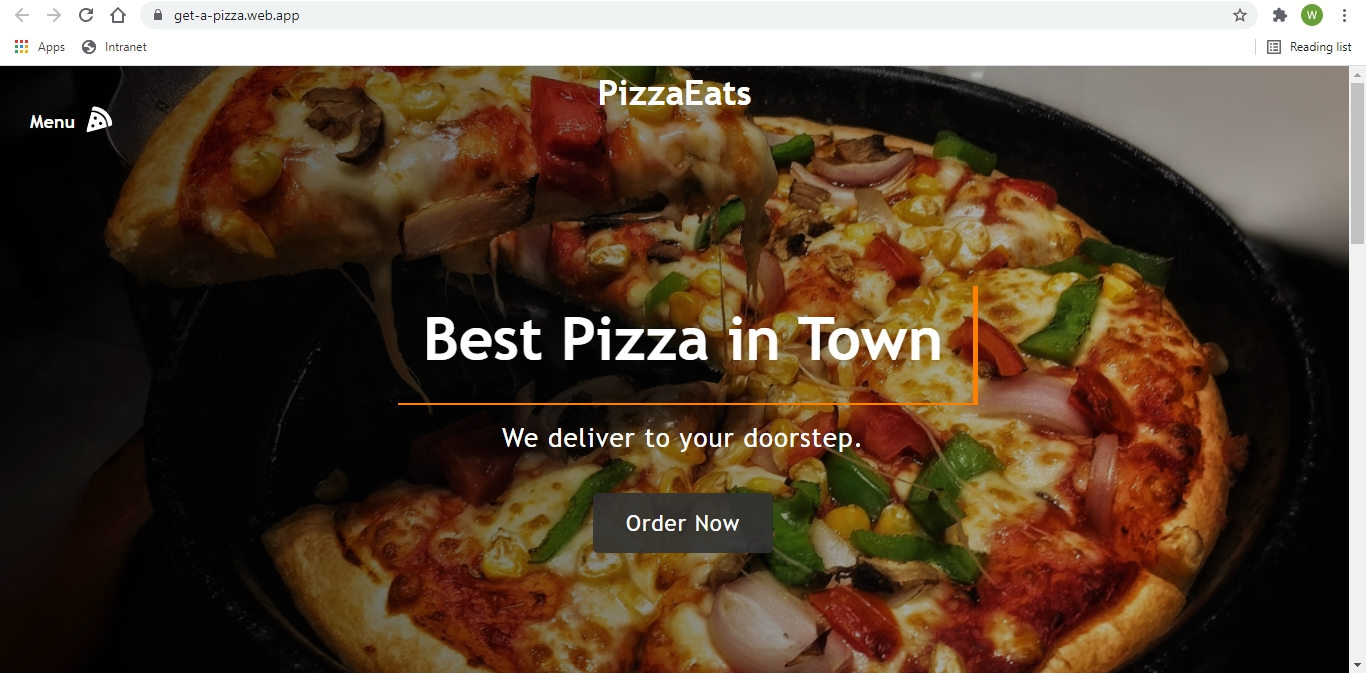 get-a-pizza.web.app
W
Apps
Intranet
Reading list
PizzaEats
Menu
Best Pizza in Town
We deliver to your doorstep.
Order Now